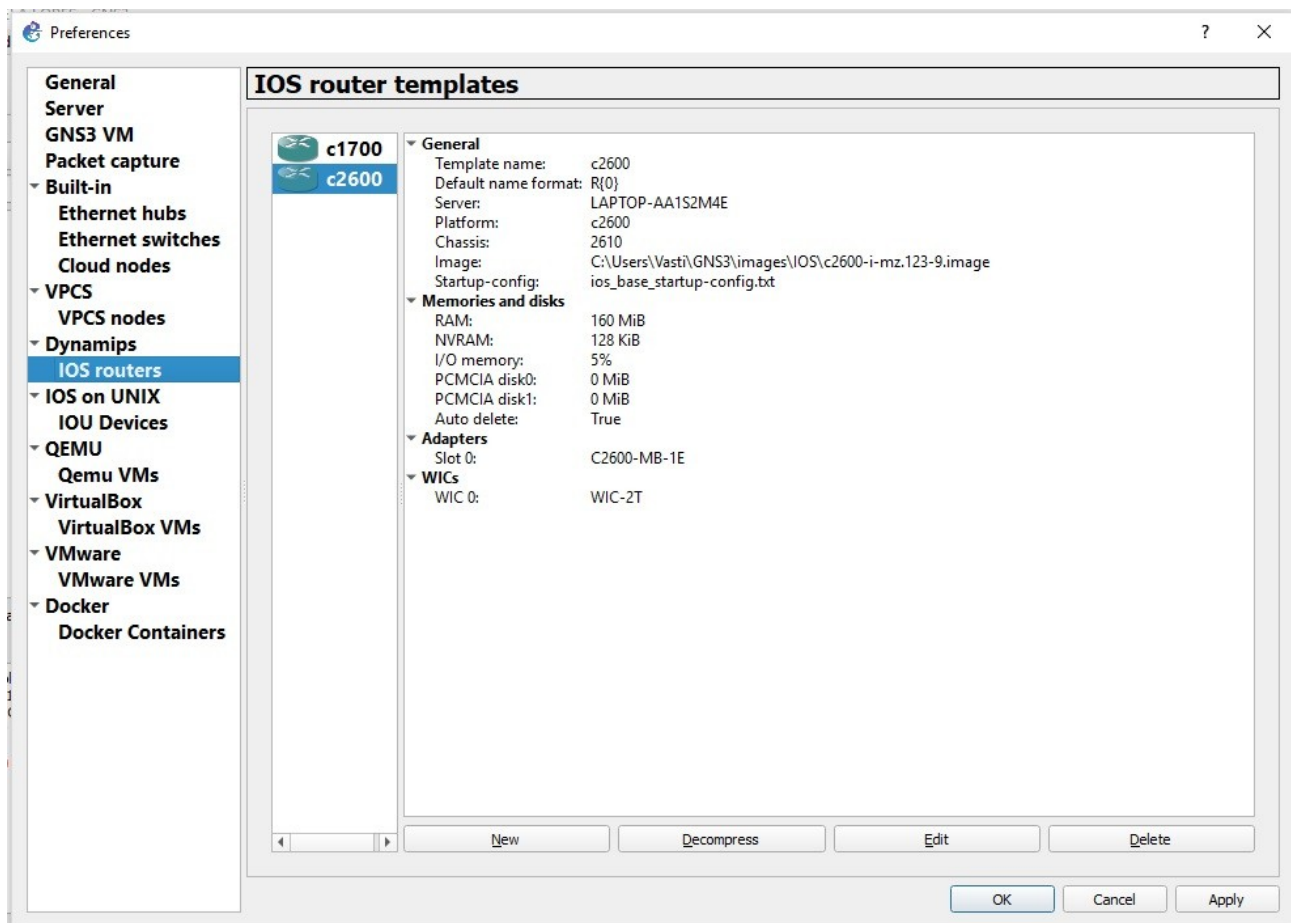 Preferences
?
General
Server
GNS3 VM
Packet capture
Built-in
Ethernet hubs
Ethernet switches
Cloud nodes
VPCS
VPCS nodes
Dynamips
IOS routers
IOS on UNIX
IOU Devices
QEMU
Qemu VMs
VirtualBox
VirtualBox VMs
VMware
VMware VMs
Docker
Docker Containers
IOS router templates
c1700
c2600
General
Template name: c2600
Default name format: R{0}
Server: LAPTOP-AA1S2M4E
Platform: c2600
Chassis: 2610
Image: C:\Users\Vasti\GNS3\images\IOS\c2600-i-mz.123-9.image
Startup-config: ios_base_startup-config.txt
Memories and disks
RAM: 160 MiB
NVRAM: 128 KiB
I/O memory: 5%
PCMCIA disk0: 0 MiB
PCMCIA disk1: 0 MiB
Auto delete: True
Adapters
Slot 0: C2600-MB-1E
WICs
WIC 0: WIC-2T
New Decompress Edit Delete
OK Cancel Apply